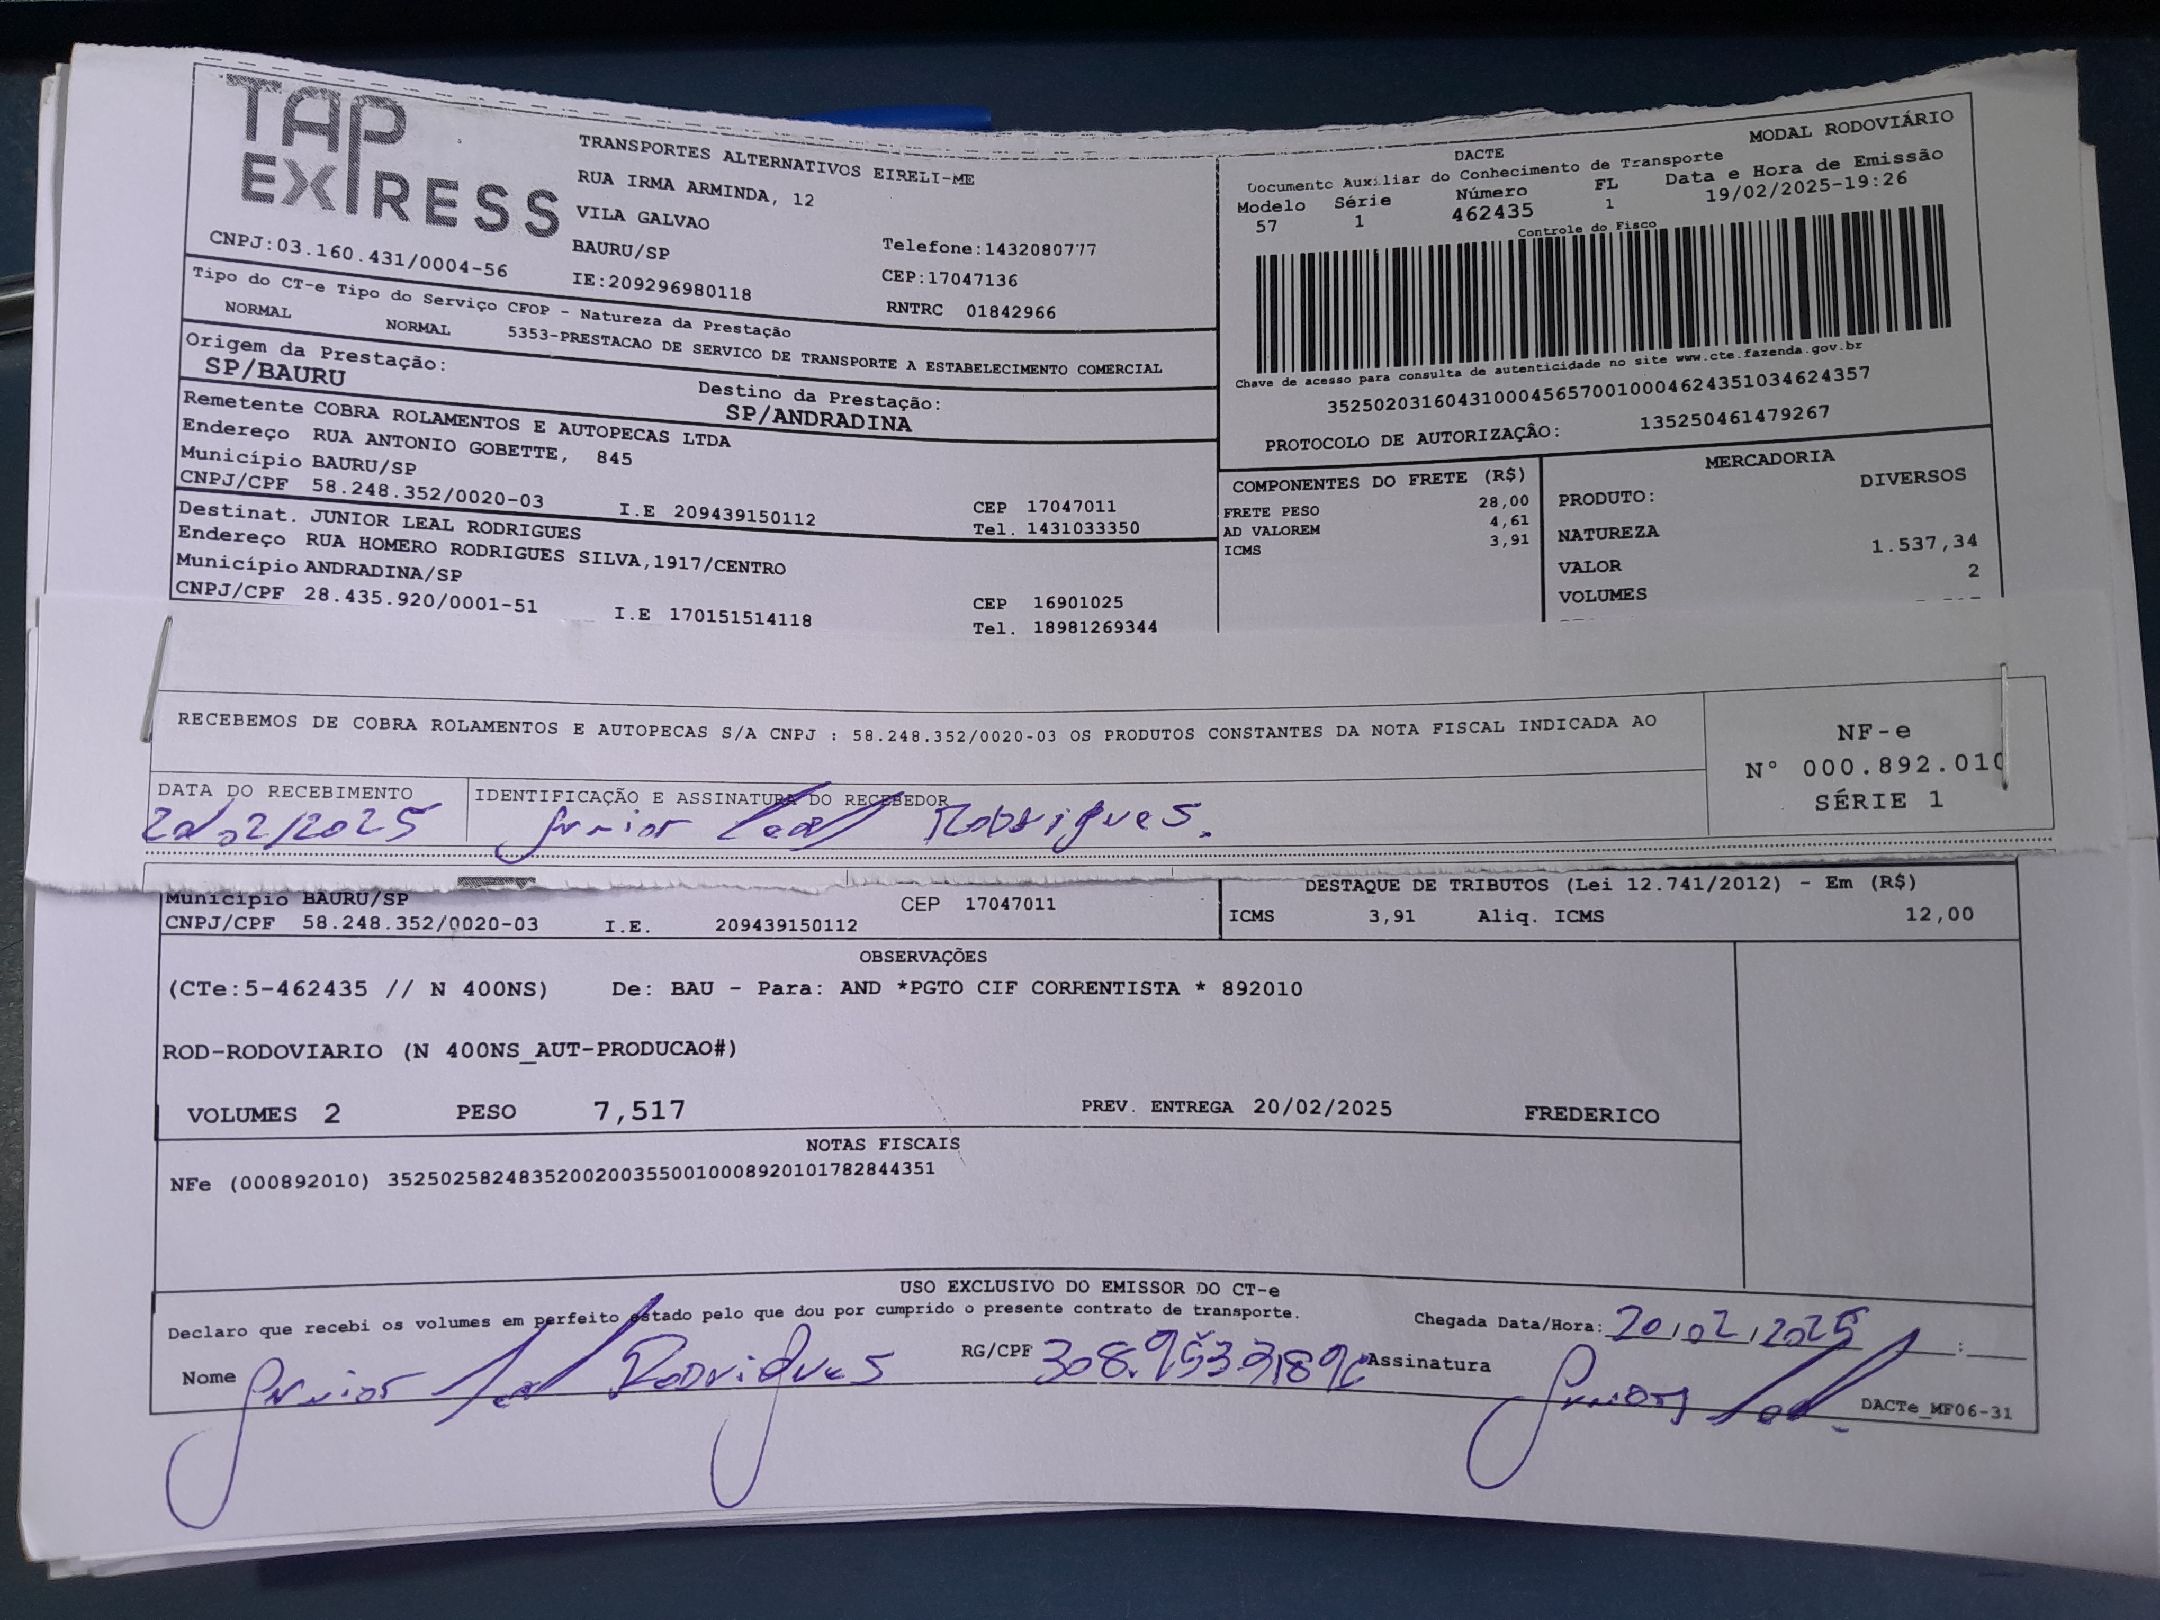 TAP
EXPRESS
TRANSPORTES ALTERNATIVOS EIRELI-ME
RUA IRMA ARMINDA, 12
VILA GALVAO
BAURU/SP Telefone:1432080777
CNPJ:03.160.431/0004-56 IE:209296980118 CEP:17047136
RNTRC 01842966
Tipo do CT-e Tipo do Serviço CFOP - Natureza da Prestação
NORMAL NORMAL 5353-PRESTACAO DE SERVICO DE TRANSPORTE A ESTABELECIMENTO COMERCIAL
Origem da Prestação: Destino da Prestação:
SP/BAURU SP/ANDRADINA
Remetente COBRA ROLAMENTOS E AUTOPECAS LTDA
Endereço RUA ANTONIO GOBETTE, 845
Município BAURU/SP CEP 17047011
CNPJ/CPF 58.248.352/0020-03 I.E 209439150112 Tel. 1431033350
Destinat. JUNIOR LEAL RODRIGUES
Endereço RUA HOMERO RODRIGUES SILVA,1917/CENTRO
Município ANDRADINA/SP CEP 16901025
CNPJ/CPF 28.435.920/0001-51 I.E 170151514118 Tel. 18981269344
DACTE MODAL RODOVIÁRIO
Documento Auxiliar do Conhecimento de Transporte
Modelo Série Número FL Data e Hora de Emissão
57 1 462435 1 19/02/2025-19:26
Controle do Fisco
Chave de acesso para consulta de autenticidade no site www.cte.fazenda.gov.br
35250203160431000456570010004624351034624357
PROTOCOLO DE AUTORIZAÇÂO: 135250461479267
COMPONENTES DO FRETE (R$)
FRETE PESO 28,00
AD VALOREM 4,61
ICMS 3,91
MERCADORIA
PRODUTO: DIVERSOS
NATUREZA
VALOR 1.537,34
VOLUMES 2
RECEBEMOS DE COBRA ROLAMENTOS E AUTOPECAS S/A CNPJ : 58.248.352/0020-03 OS PRODUTOS CONSTANTES DA NOTA FISCAL INDICADA AO
NF-e
Nº 000.892.010
SÉRIE 1
DATA DO RECEBIMENTO IDENTIFICAÇÃO E ASSINATURA DO RECEBEDOR
20/02/2025 Junior Leal Rodrigues.
Município BAURU/SP CEP 17047011
CNPJ/CPF 58.248.352/0020-03 I.E. 209439150112
DESTAQUE DE TRIBUTOS (Lei 12.741/2012) - Em (R$)
ICMS 3,91 Aliq. ICMS 12,00
OBSERVAÇÕES
(CTe:5-462435 // N 400NS) De: BAU - Para: AND *PGTO CIF CORRENTISTA * 892010
ROD-RODOVIARIO (N 400NS_AUT-PRODUCAO#)
VOLUMES 2 PESO 7,517 PREV. ENTREGA 20/02/2025 FREDERICO
NOTAS FISCAIS
NFe (000892010) 35250258248352002003550010008920101782844351
USO EXCLUSIVO DO EMISSOR DO CT-e
Declaro que recebi os volumes em perfeito estado pelo que dou por cumprido o presente contrato de transporte.
Chegada Data/Hora: 20/02/2025 :
Nome Junior Leal Rodrigues RG/CPF Assinatura Junior Leal
DACTe_MF06-31